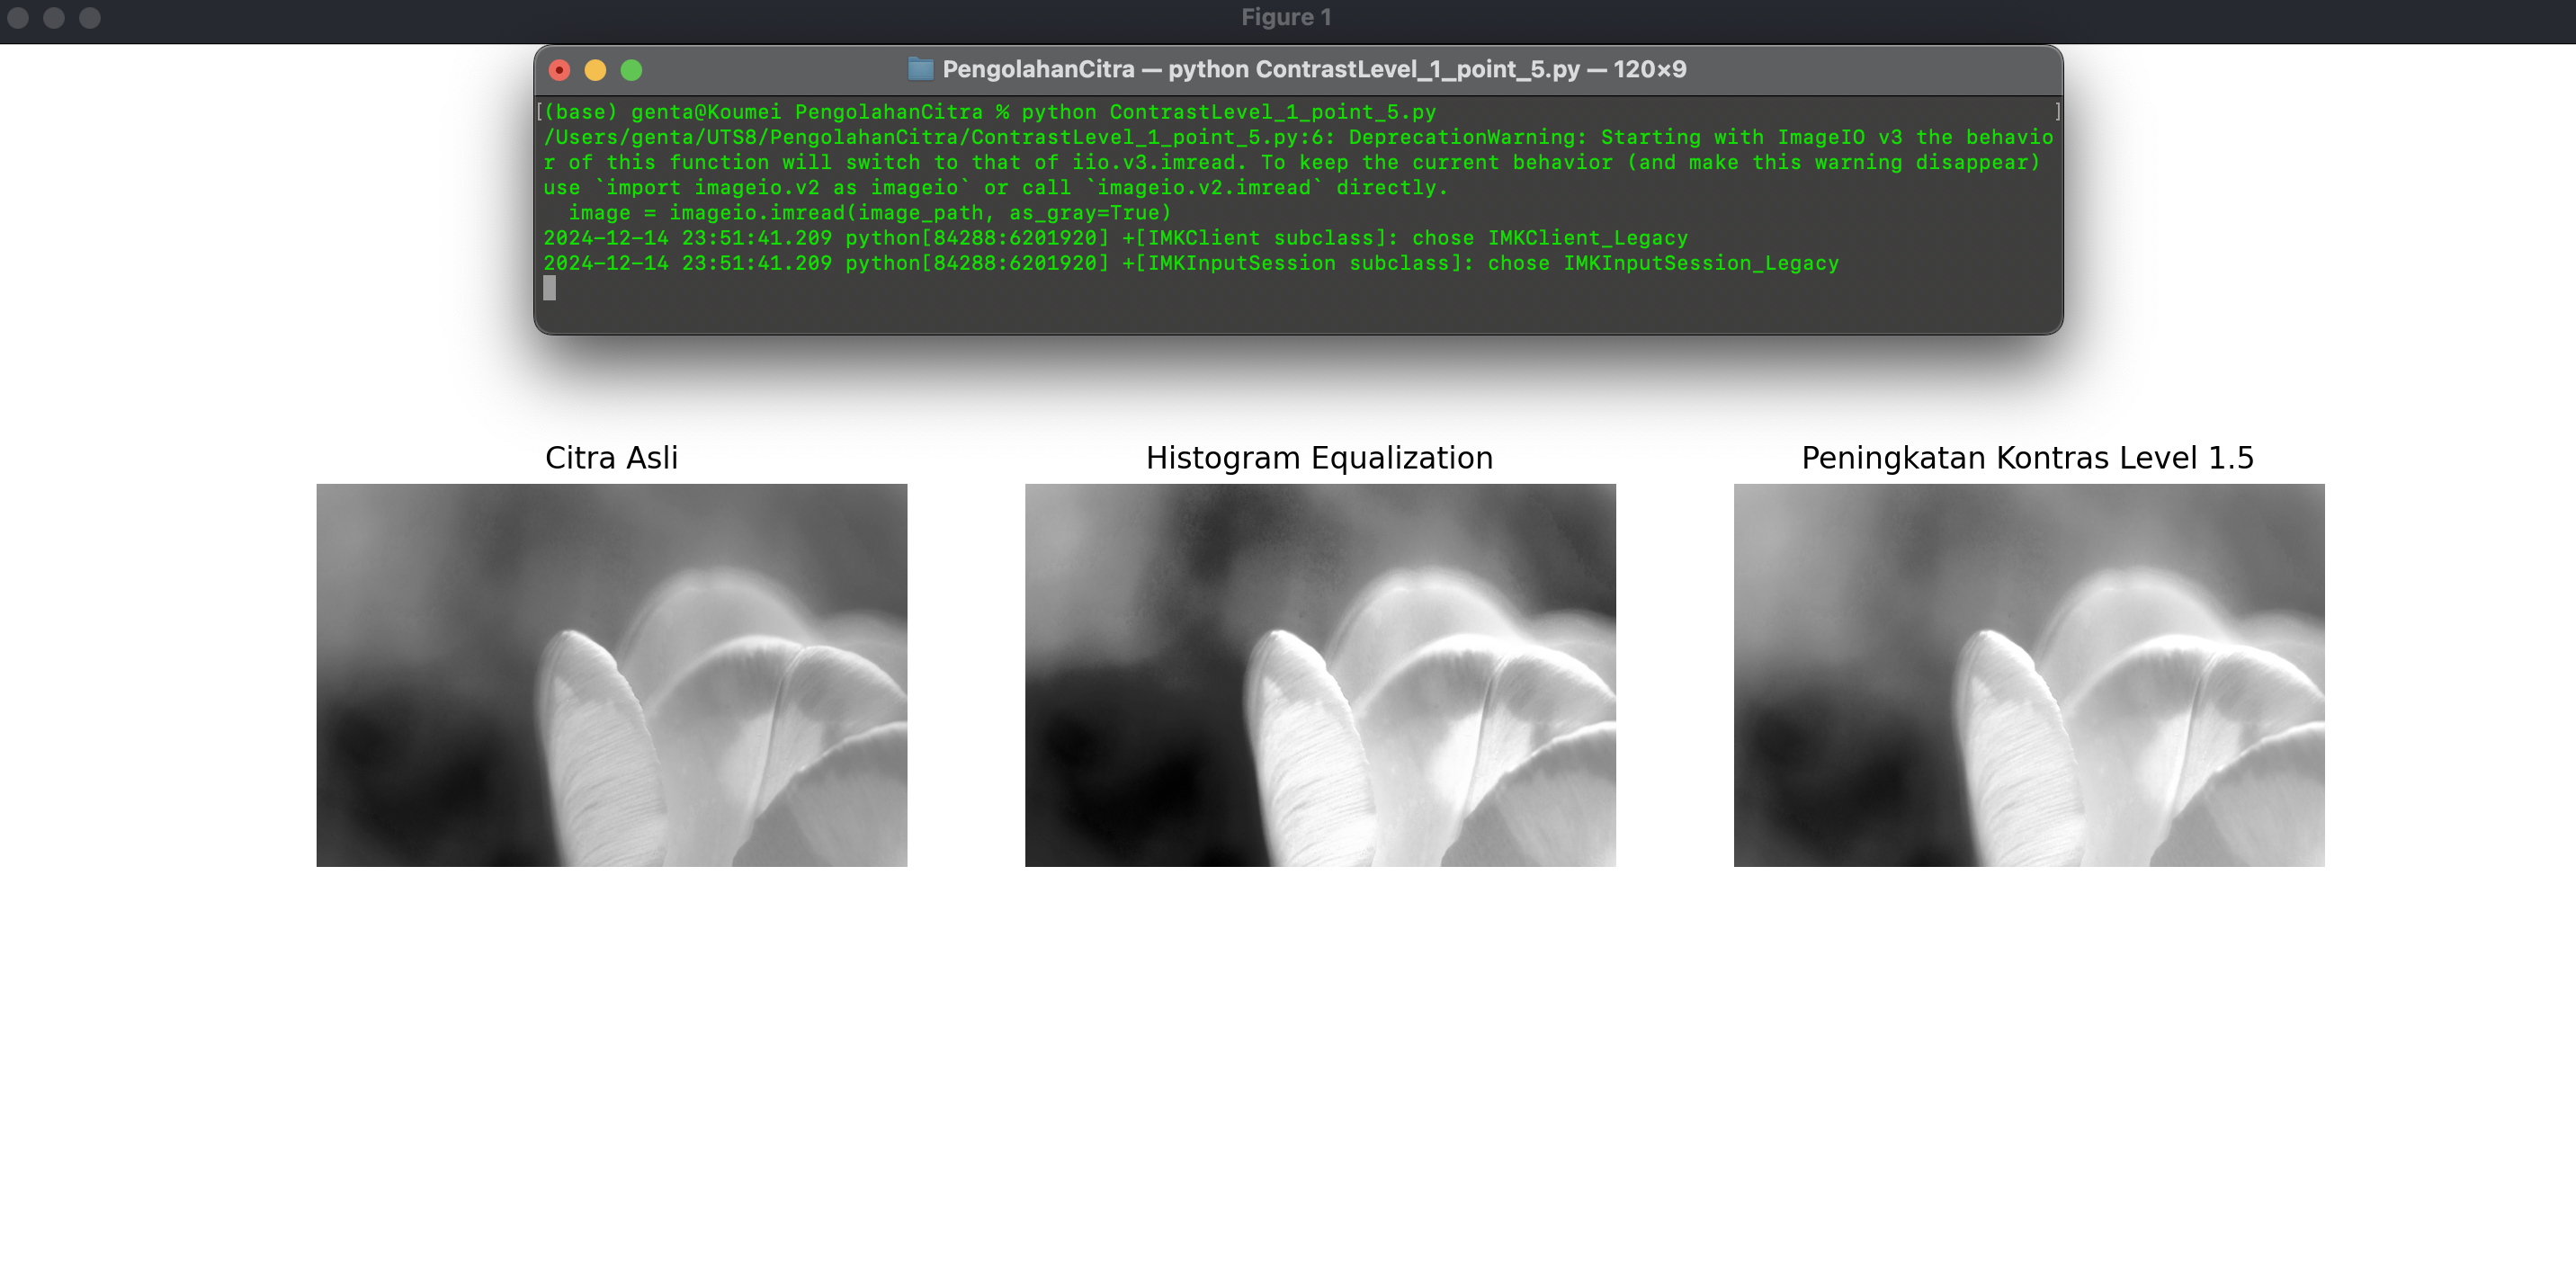 Figure 1
PengolahanCitra — python ContrastLevel_1_point_5.py — 120×9
[(base) genta@Koumei PengolahanCitra % python ContrastLevel_1_point_5.py ]
/Users/genta/UTS8/PengolahanCitra/ContrastLevel_1_point_5.py:6: DeprecationWarning: Starting with ImageIO v3 the behavio
r of this function will switch to that of iio.v3.imread. To keep the current behavior (and make this warning disappear)
use `import imageio.v2 as imageio` or call `imageio.v2.imread` directly.
  image = imageio.imread(image_path, as_gray=True)
2024-12-14 23:51:41.209 python[84288:6201920] +[IMKClient subclass]: chose IMKClient_Legacy
2024-12-14 23:51:41.209 python[84288:6201920] +[IMKInputSession subclass]: chose IMKInputSession_Legacy
Citra Asli
Histogram Equalization
Peningkatan Kontras Level 1.5